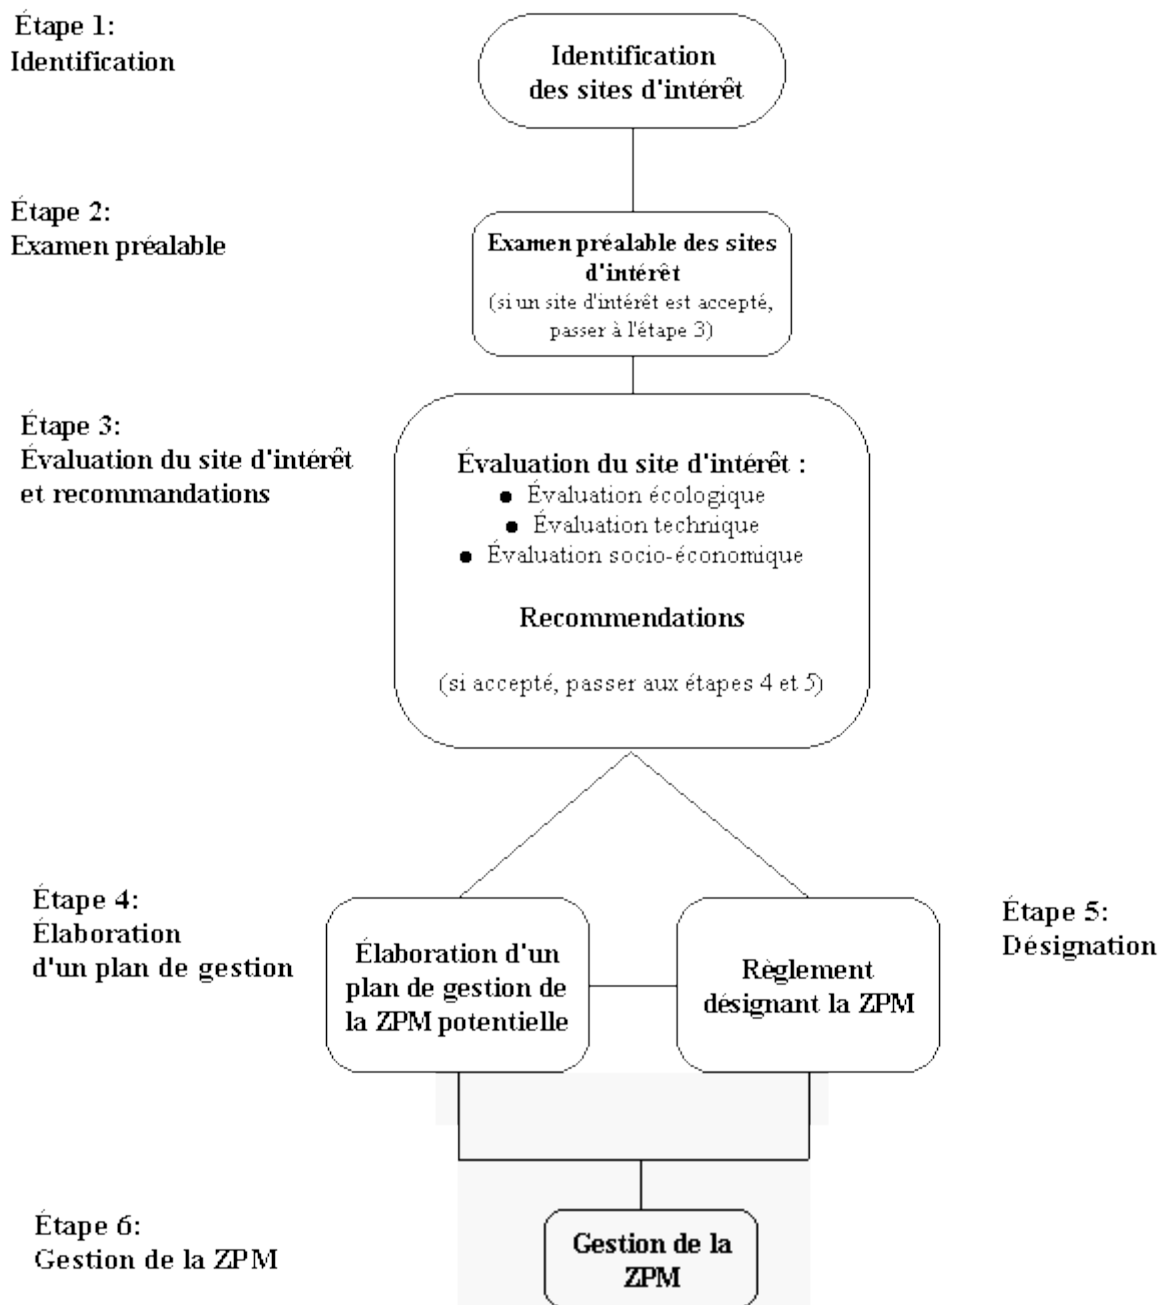 Étape 1:
Identification
Identification
des sites d'intérêt
Étape 2:
Examen préalable
Examen préalable des sites
d'intérêt
(si un site d'intérêt est accepté,
passer à l'étape 3)
Étape 3:
Évaluation du site d'intérêt
et recommandations
Évaluation du site d'intérêt :
● Évaluation écologique
● Évaluation technique
● Évaluation socio-économique
Recommendations
(si accepté, passer aux étapes 4 et 5)
Étape 4:
Élaboration
d'un plan de gestion
Élaboration d'un
plan de gestion de
la ZPM potentielle
Règlement
désignant la ZPM
Étape 5:
Désignation
Étape 6:
Gestion de la ZPM
Gestion de la
ZPM